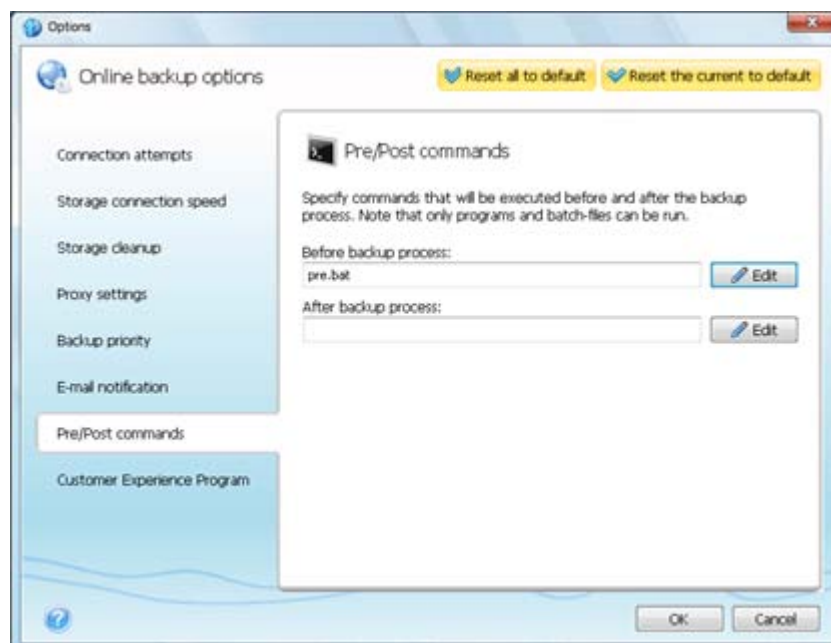 Options
Online backup options
Reset all to default
Reset the current to default
Connection attempts
Storage connection speed
Storage cleanup
Proxy settings
Backup priority
E-mail notification
Pre/Post commands
Customer Experience Program
Pre/Post commands
Specify commands that will be executed before and after the backup
process. Note that only programs and batch-files can be run.
Before backup process:
pre.bat
Edit
After backup process:
Edit
OK
Cancel